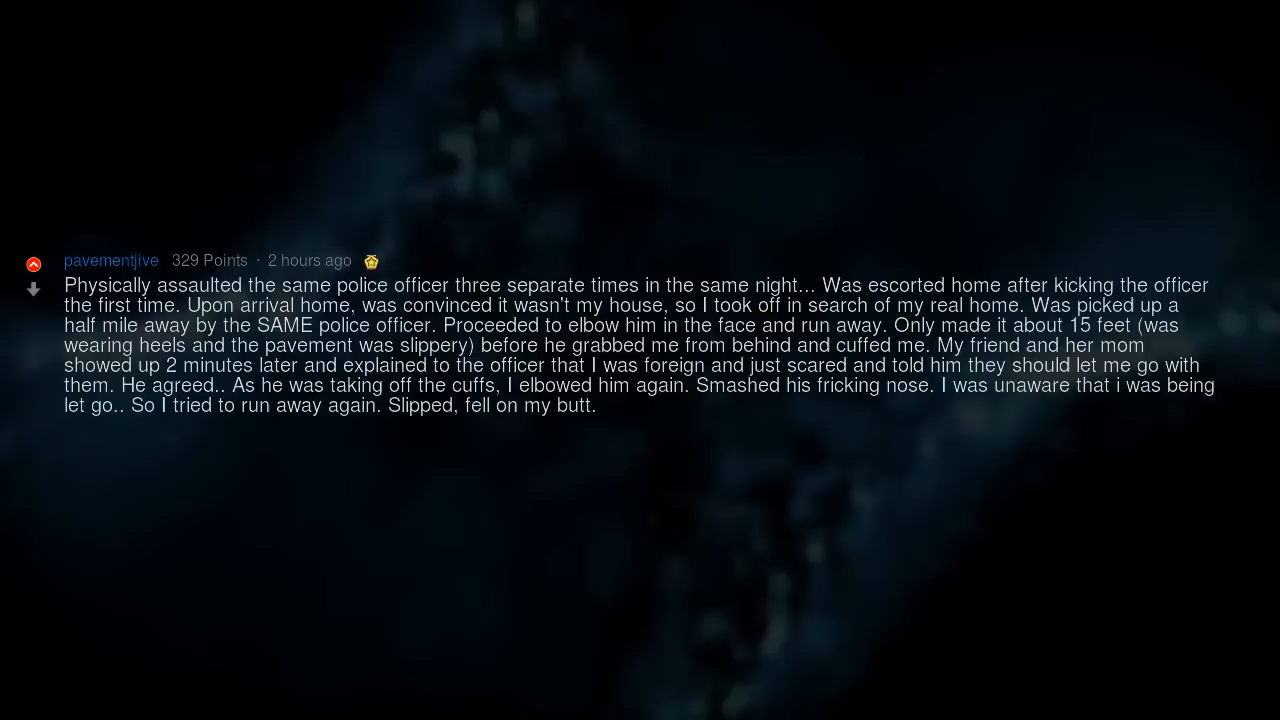 pavementjive 329 Points · 2 hours ago
Physically assaulted the same police officer three separate times in the same night... Was escorted home after kicking the officer
the first time. Upon arrival home, was convinced it wasn't my house, so I took off in search of my real home. Was picked up a
half mile away by the SAME police officer. Proceeded to elbow him in the face and run away. Only made it about 15 feet (was
wearing heels and the pavement was slippery) before he grabbed me from behind and cuffed me. My friend and her mom
showed up 2 minutes later and explained to the officer that I was foreign and just scared and told him they should let me go with
them. He agreed.. As he was taking off the cuffs, I elbowed him again. Smashed his fricking nose. I was unaware that i was being
let go.. So I tried to run away again. Slipped, fell on my butt.